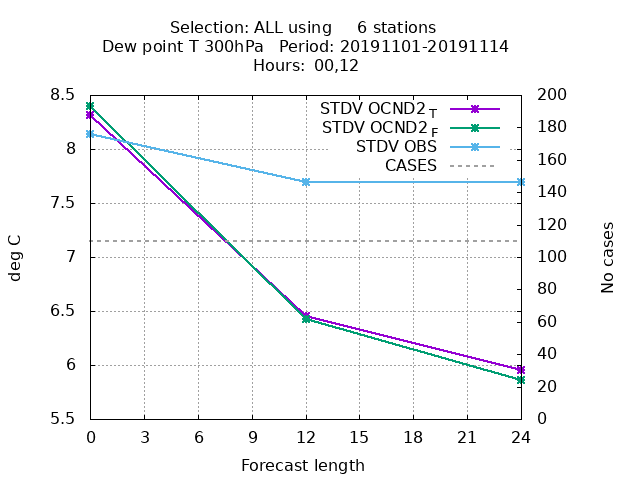 Selection: ALL using     6 stations
Dew point T 300hPa   Period: 20191101-20191114
Hours:  00,12
STDV OCND2_T
STDV OCND2_F
STDV OBS
CASES
8.5
8
7.5
7
6.5
6
5.5
deg C
200
180
160
140
120
100
80
60
40
20
0
No cases
0 3 6 9 12 15 18 21 24
Forecast length